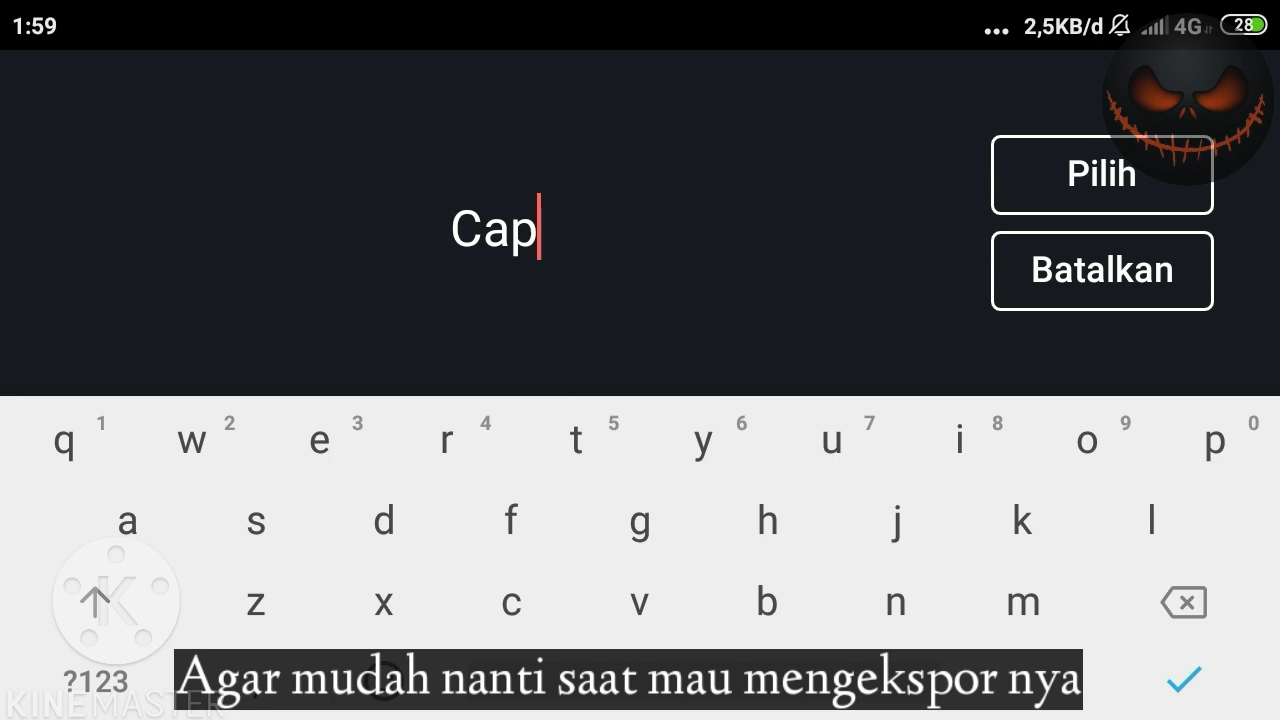 1:59
... 2,5KB/d 4G 28
Cap
Pilih
Batalkan
q 1 w 2 e 3 r 4 t 5 y 6 u 7 i 8 o 9 p 0
a s d f g h j k l
z x c v b n m
?123
Agar mudah nanti saat mau mengekspor nya
K
KINEMASTER